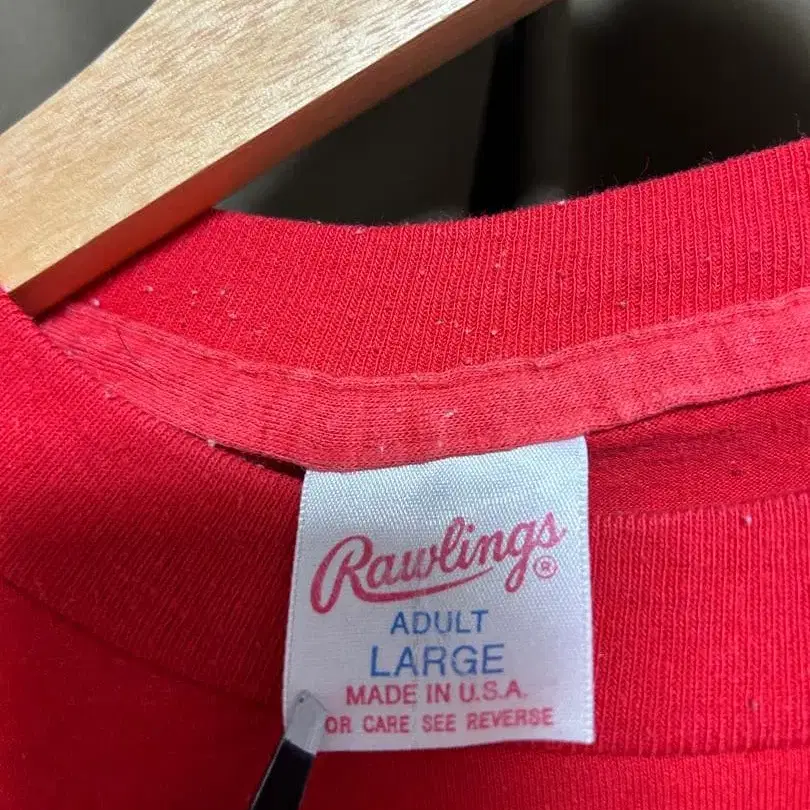 Rawlings®
ADULT
LARGE
MADE IN U.S.A.
OR CARE SEE REVERSE